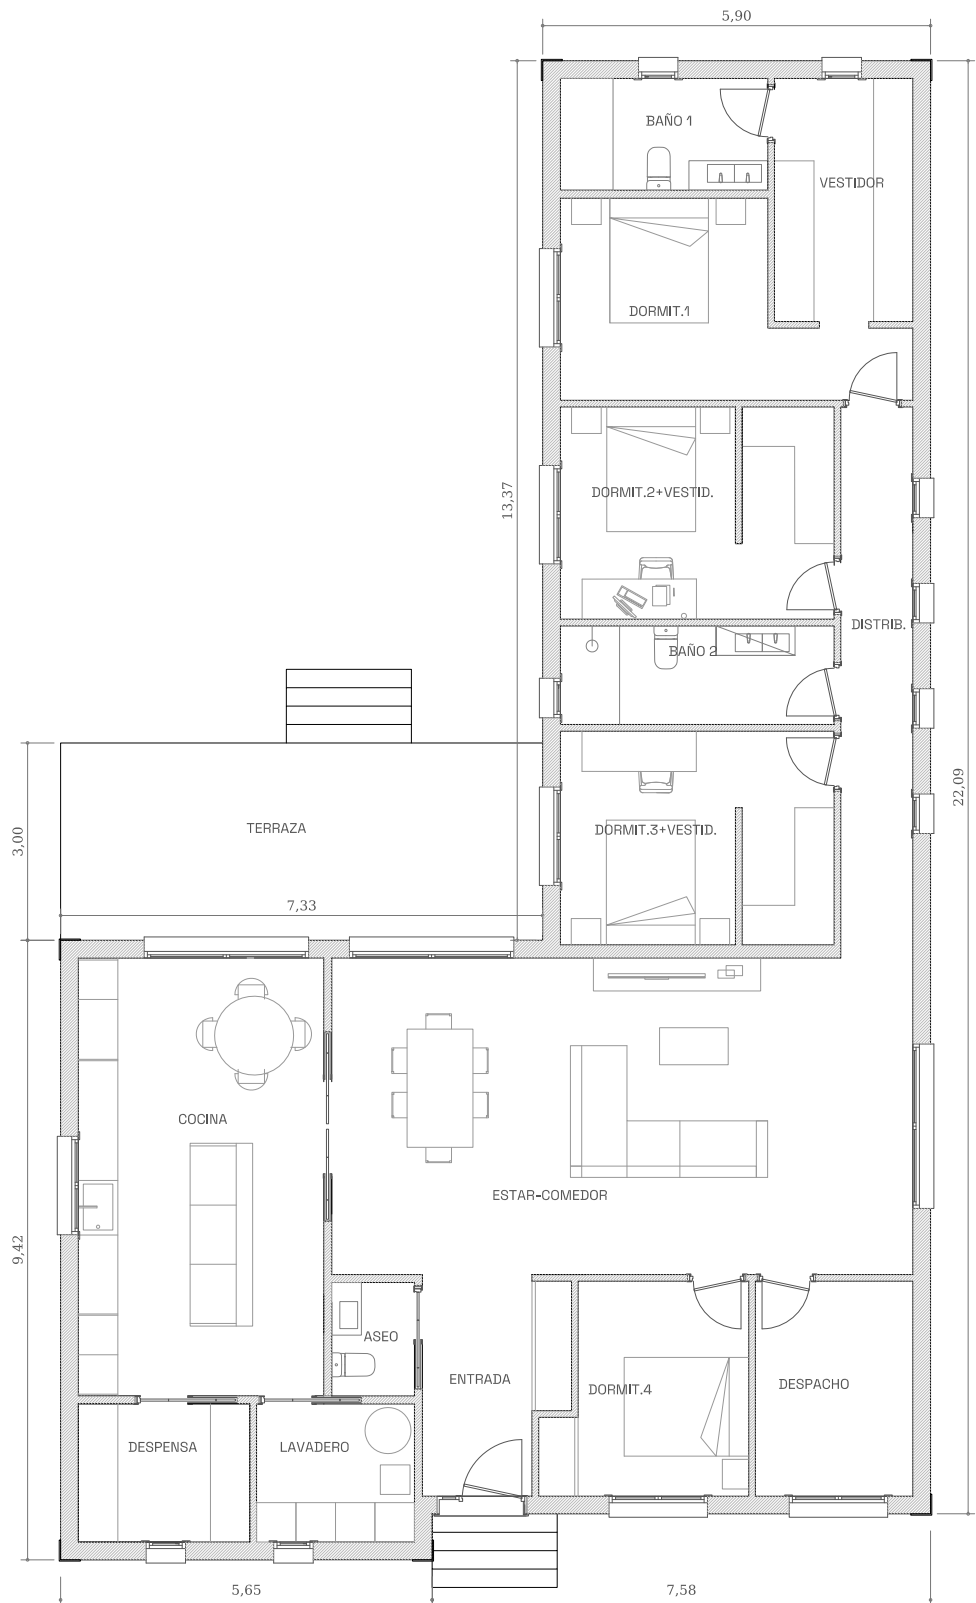 5,90
BAÑO 1
VESTIDOR
DORMIT.1
13,37
DORMIT.2+VESTID.
DISTRIB.
BAÑO 2
22,09
3,00
TERRAZA
DORMIT.3+VESTID.
7,33
COCINA
ESTAR-COMEDOR
9,42
ASEO
ENTRADA
DORMIT.4
DESPACHO
DESPENSA
LAVADERO
5,65
7,58